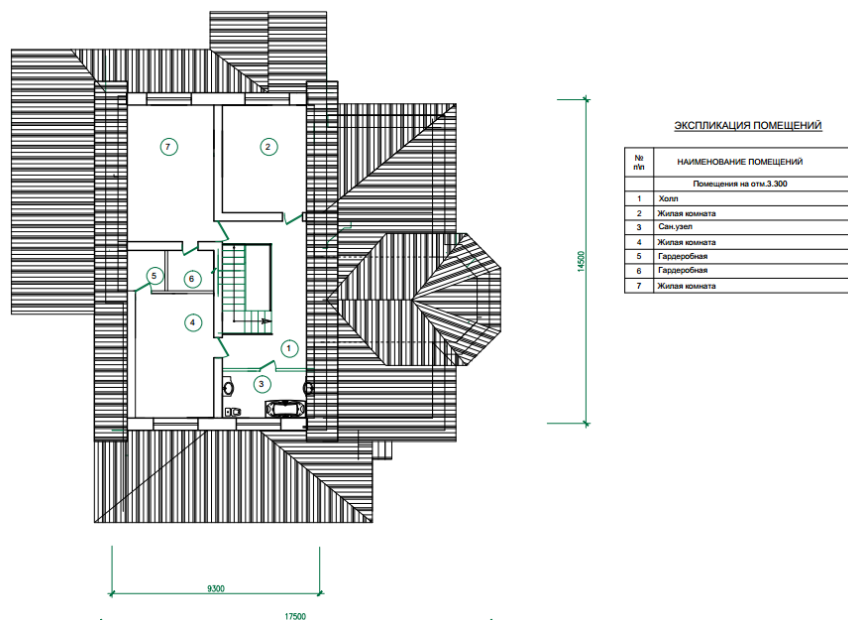 ЭКСПЛИКАЦИЯ ПОМЕЩЕНИЙ
№ п\п НАИМЕНОВАНИЕ ПОМЕЩЕНИЙ
Помещения на отм.3.300
1 Холл
2 Жилая комната
3 Сан.узел
4 Жилая комната
5 Гардеробная
6 Гардеробная
7 Жилая комната
7
2
5
6
4
1
3
14500
9300
17500